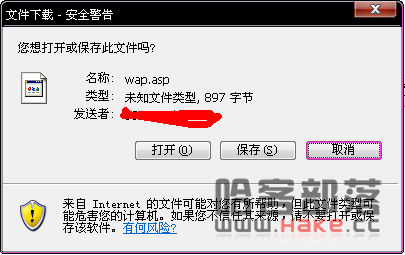 文件下载 - 安全警告
您想打开或保存此文件吗?
名称: wap.asp
类型: 未知文件类型, 897 字节
发送者:
打开(O) 保存(S) 取消
来自 Internet 的文件可能对您有所帮助,但此文件类型可
能危害您的计算机。如果您不信任其来源,请不要打开或保
存该软件。有何风险?
哈客部落
www.Hake.cc